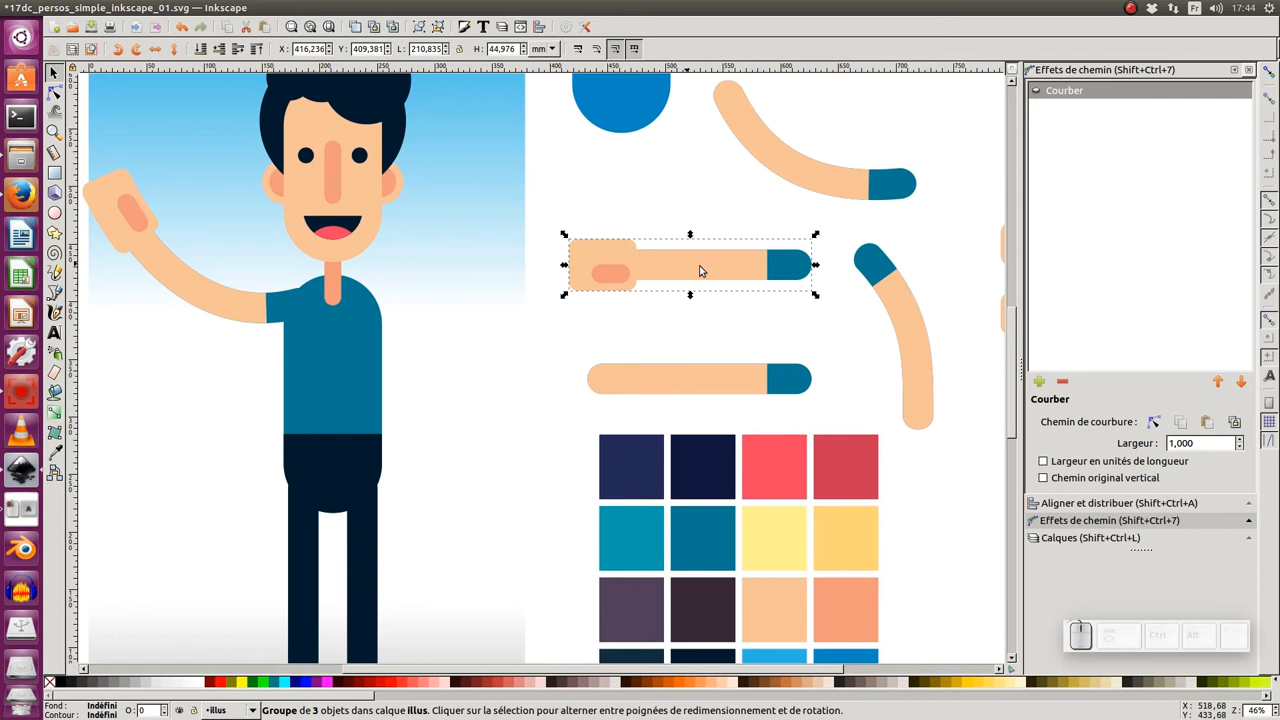 *17dc_persos_simple_inkscape_01.svg - Inkscape
Fr
17:44
X : 416,236
Y : 409,381
L : 210,835
H : 44,976
mm
Effets de chemin (Shift+Ctrl+7)
Courber
Courber
Chemin de courbure :
Largeur : 1,000
Largeur en unités de longueur
Chemin original vertical
Aligner et distribuer (Shift+Ctrl+A)
Effets de chemin (Shift+Ctrl+7)
Calques (Shift+Ctrl+L)
Ctrl
Alt
Fond : Indéfini
Contour : Indéfini
O : 0
•illus
Groupe de 3 objets dans calque illus. Cliquer sur la sélection pour alterner entre poignées de redimensionnement et de rotation.
X : 518,68
Y : 433,68
Z : 46%